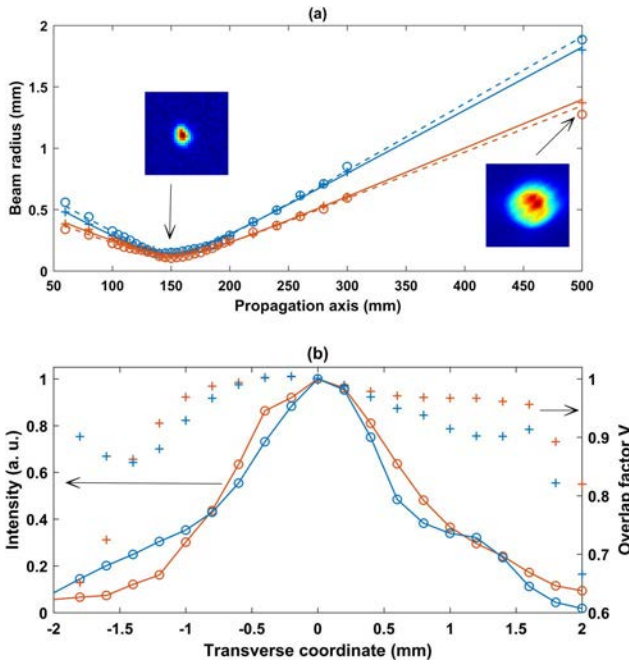 (a)
2
1.5
1
0.5
0
Beam radius (mm)
50 100 150 200 250 300 350 400 450 500
Propagation axis (mm)
(b)
1
0.8
0.6
0.4
0.2
0
Intensity (a. u.)
1
0.9
0.8
0.7
0.6
Overlap factor V
-2 -1.5 -1 -0.5 0 0.5 1 1.5 2
Transverse coordinate (mm)